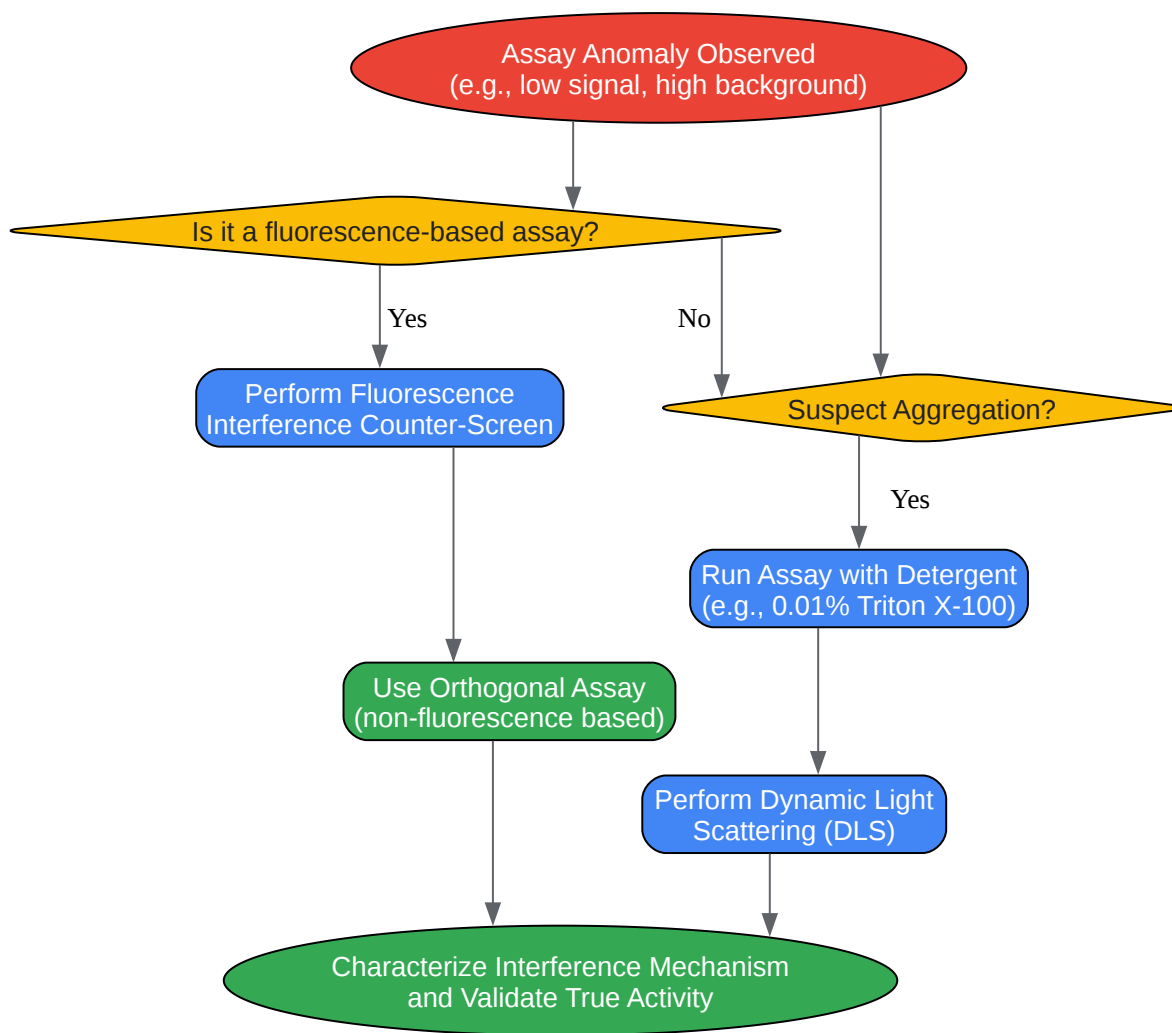 Assay Anomaly Observed
(e.g., low signal, high background)
Is it a fluorescence-based assay?
Yes
No
Perform Fluorescence
Interference Counter-Screen
Suspect Aggregation?
Yes
Run Assay with Detergent
(e.g., 0.01% Triton X-100)
Use Orthogonal Assay
(non-fluorescence based)
Perform Dynamic Light
Scattering (DLS)
Characterize Interference Mechanism
and Validate True Activity